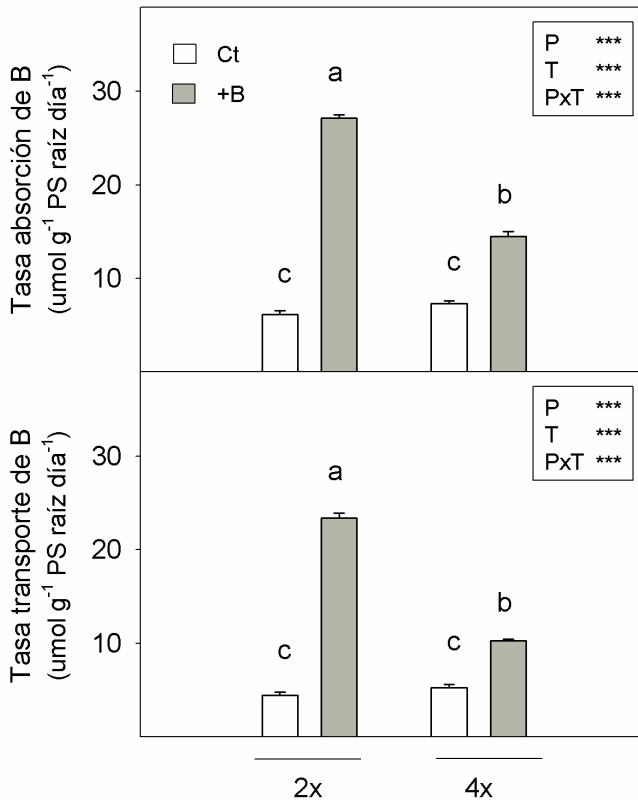 Tasa absorción de B
(umol g⁻¹ PS raíz día⁻¹)
30
20
10
Ct
+B
c
a
c
b
P ***
T ***
PxT ***
Tasa transporte de B
(umol g⁻¹ PS raíz día⁻¹)
30
20
10
c
a
c
b
P ***
T ***
PxT ***
2x 4x